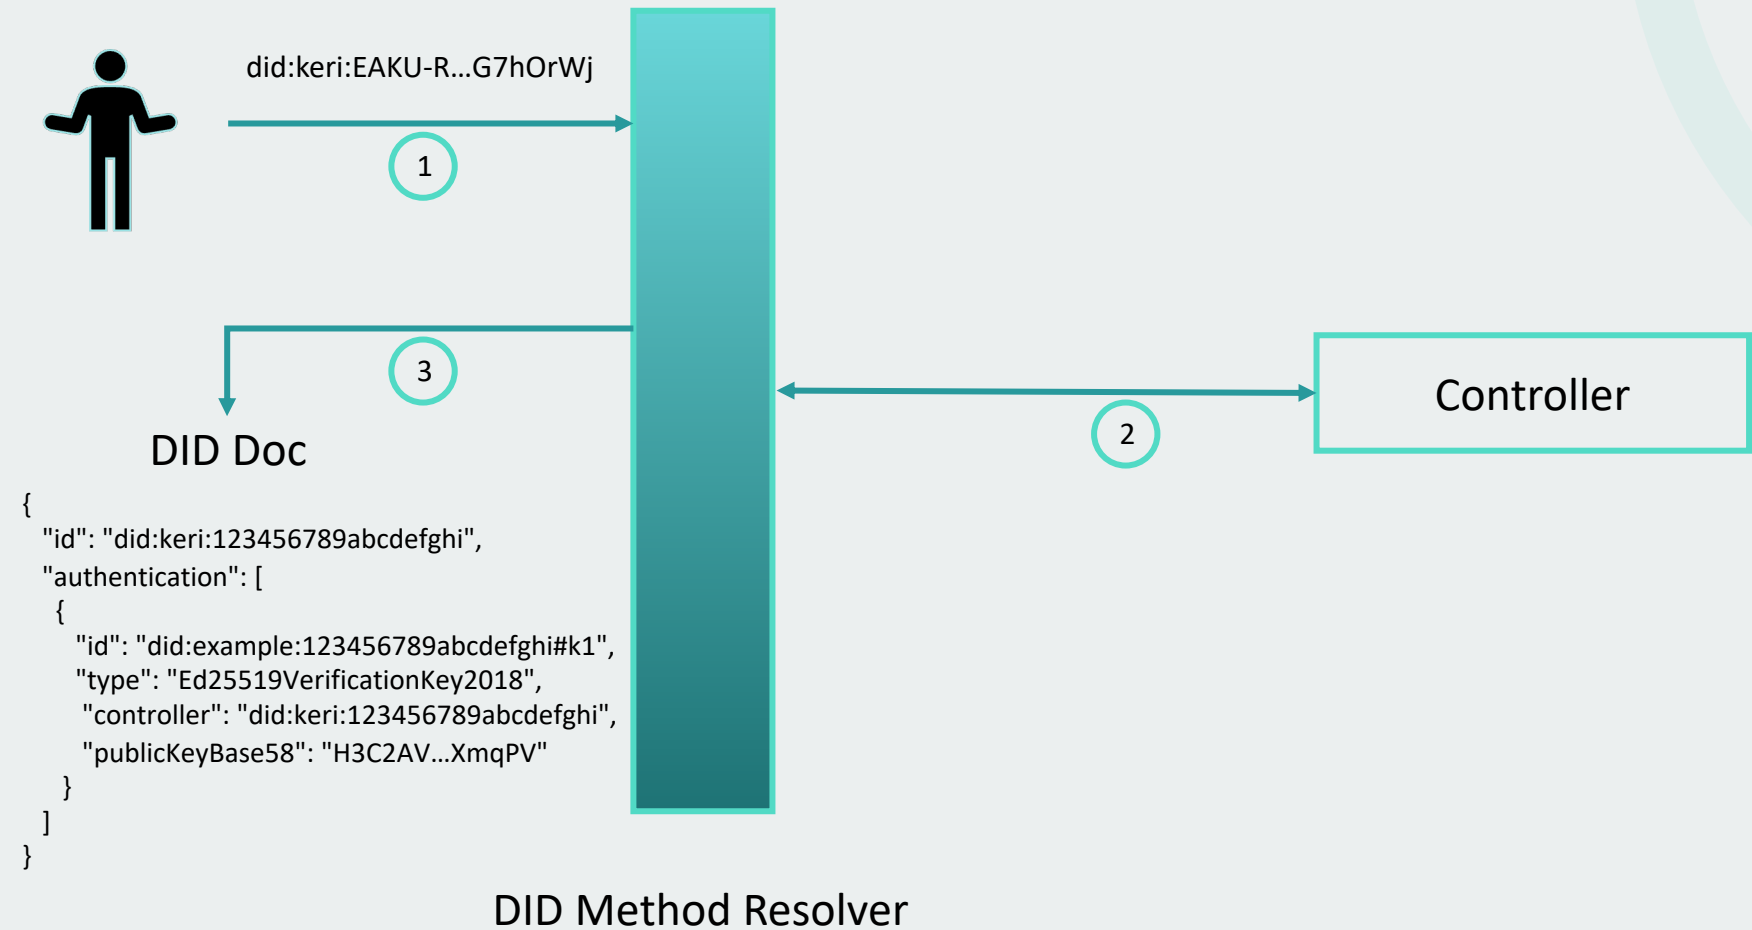 did:keri:EAKU-R...G7hOrWj
1
3
2
Controller
DID Doc
{
"id": "did:keri:123456789abcdefghi",
"authentication": [
{
"id": "did:example:123456789abcdefghi#k1",
"type": "Ed25519VerificationKey2018",
"controller": "did:keri:123456789abcdefghi",
"publicKeyBase58": "H3C2AV...XmqPV"
}
]
}
DID Method Resolver